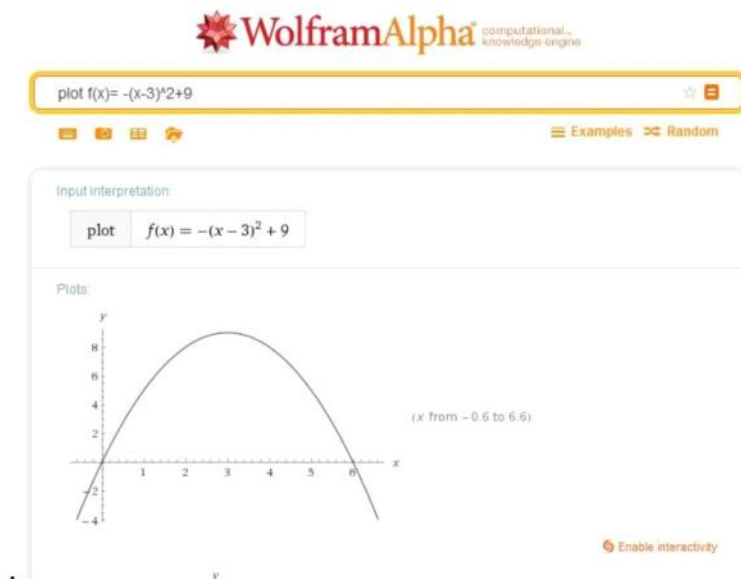 WolframAlpha computational.. knowledge engine
plot f(x)= -(x-3)^2+9
Examples Random
Input interpretation:
plot f(x) = −(x − 3)² + 9
Plots:
y
8
6
4
2
−2
−4
1 2 3 4 5 6 x
(x from −0.6 to 6.6)
Enable interactivity
y